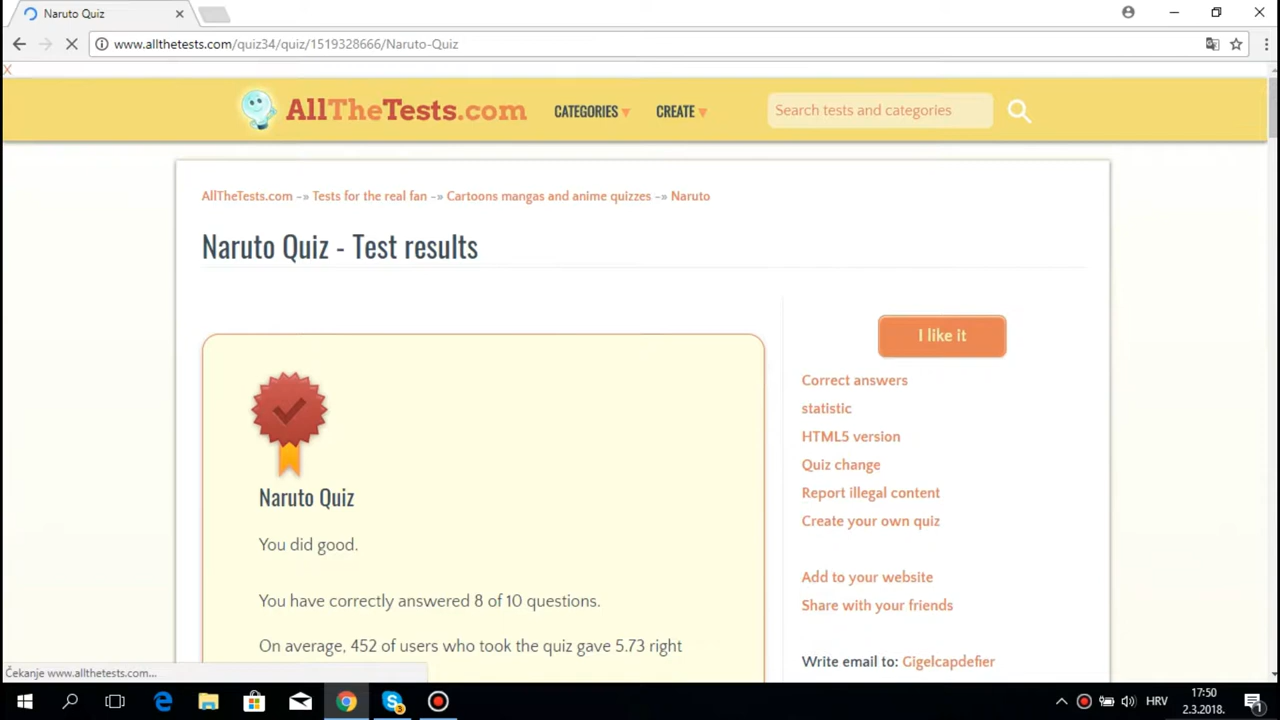 Naruto Quiz
www.allthetests.com/quiz34/quiz/1519328666/Naruto-Quiz
X
AllTheTests.com CATEGORIES CREATE Search tests and categories
AllTheTests.com -» Tests for the real fan -» Cartoons mangas and anime quizzes -» Naruto
Naruto Quiz - Test results
I like it
Correct answers
statistic
HTML5 version
Quiz change
Report illegal content
Create your own quiz
Add to your website
Share with your friends
Write email to: Gigelcapdefier
Naruto Quiz
You did good.
You have correctly answered 8 of 10 questions.
On average, 452 of users who took the quiz gave 5.73 right
Čekanje www.allthetests.com...
3
HRV
17:50
2.3.2018.
1